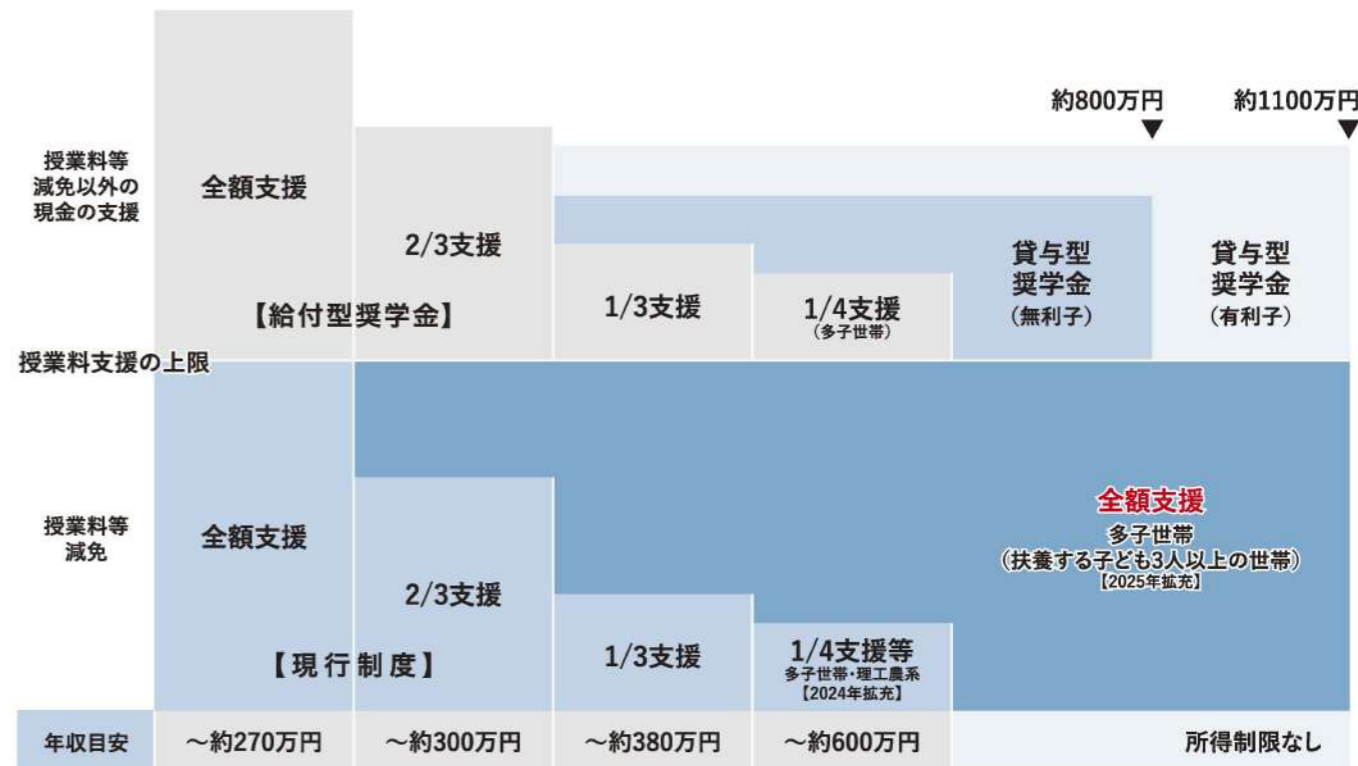 約800万円
約1100万円
授業料等
減免以外の
現金の支援
全額支援
2/3支援
【給付型奨学金】
1/3支援
1/4支援
(多子世帯)
貸与型
奨学金
(無利子)
貸与型
奨学金
(有利子)
授業料支援の上限
授業料等
減免
全額支援
2/3支援
【現行制度】
1/3支援
1/4支援等
多子世帯・理工農系
【2024年拡充】
全額支援
多子世帯
(扶養する子ども3人以上の世帯)
【2025年拡充】
年収目安
～約270万円
～約300万円
～約380万円
～約600万円
所得制限なし